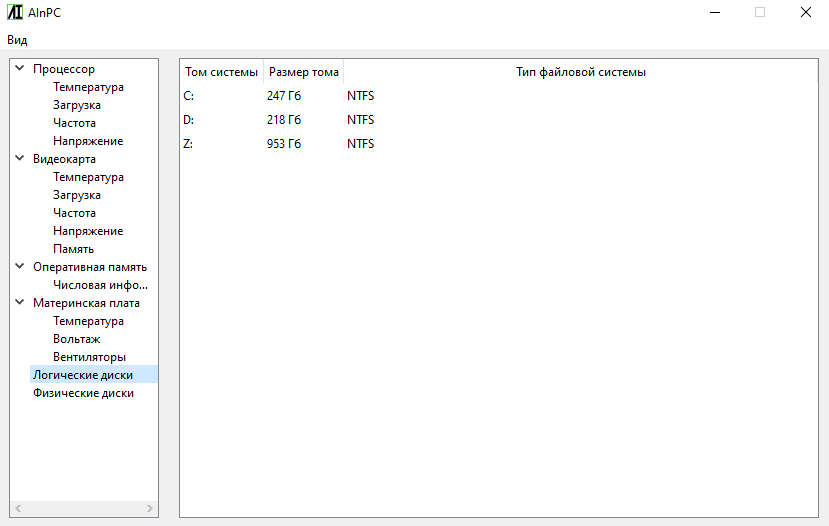 AInPC
Вид
Процессор
Температура
Загрузка
Частота
Напряжение
Видеокарта
Температура
Загрузка
Частота
Напряжение
Память
Оперативная память
Числовая инфо...
Материнская плата
Температура
Вольтаж
Вентиляторы
Логические диски
Физические диски
Том системы Размер тома Тип файловой системы
C: 247 Гб NTFS
D: 218 Гб NTFS
Z: 953 Гб NTFS